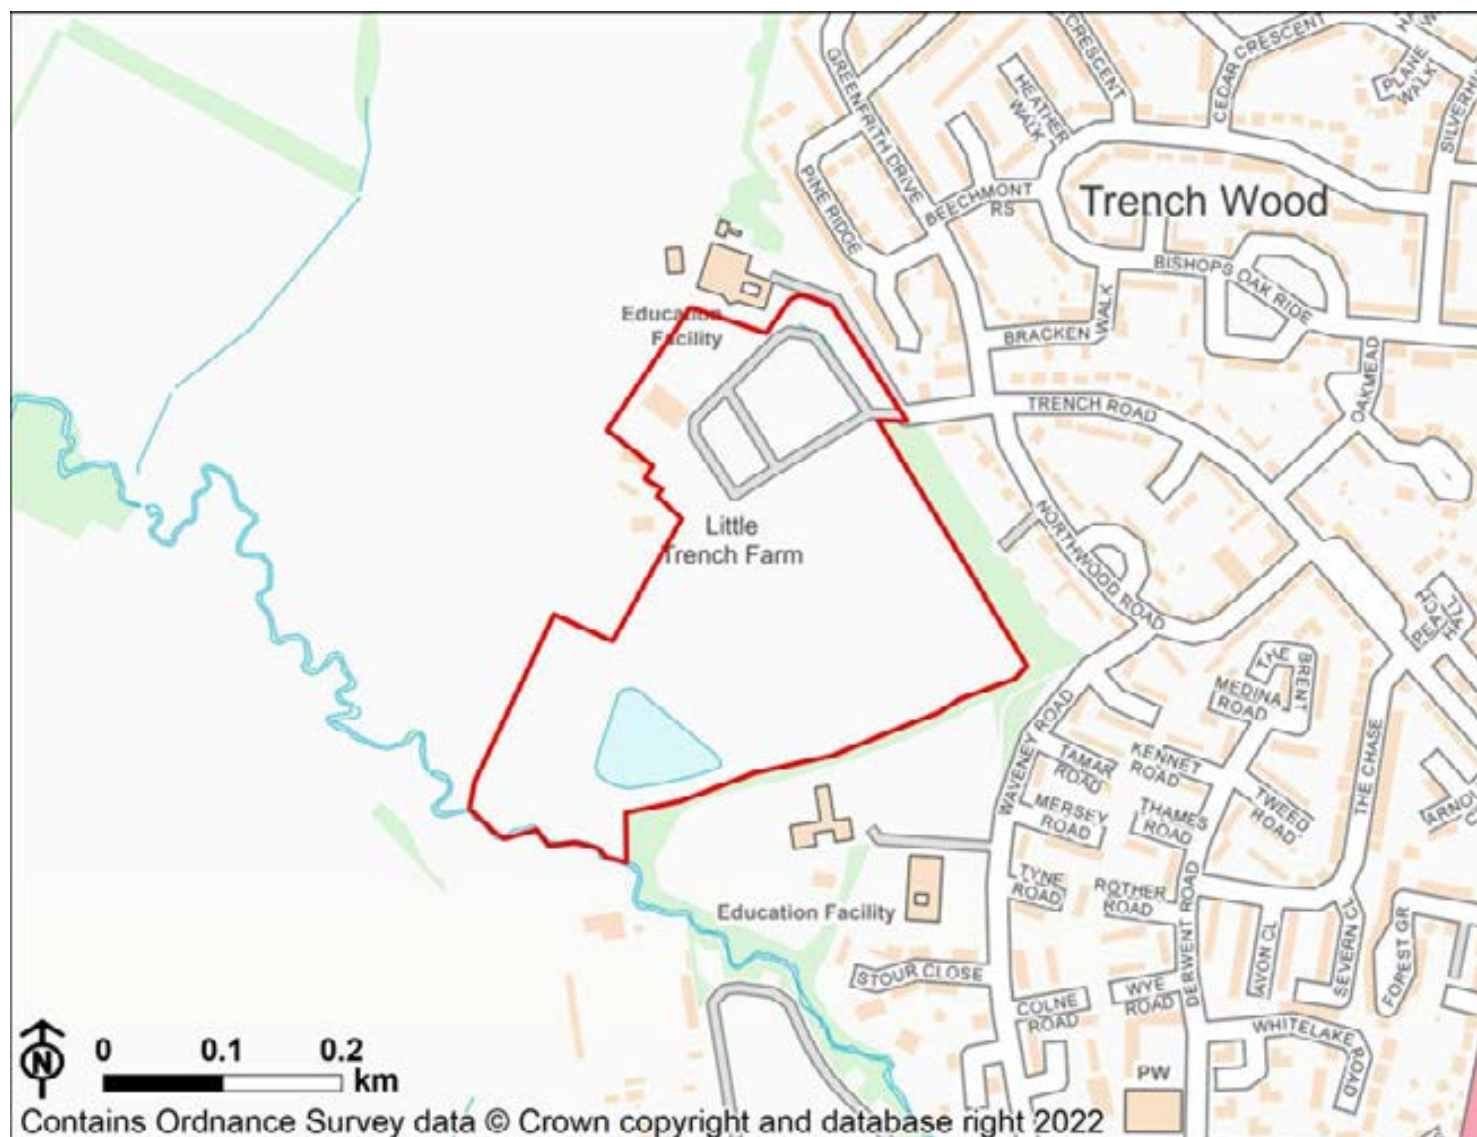 CRESCENT
CEDAR CRESCENT
PLANE
WALK
GREENFRITH DRIVE
HEATHER
WALK
PINE RIDGE
BEECHMONT
RS
Trench Wood
BISHOPS OAK RIDE
BRACKEN WALK
Education
Facility
TRENCH ROAD
OAKMEAD
Little
Trench Farm
NORTHWOOD ROAD
THE BRENT
MEDINA
ROAD
WAVENEY ROAD
TAMAR
ROAD
KENNET
ROAD
THE CHASE
MERSEY
ROAD
THAMES
ROAD
TWEED
ROAD
TYNE
ROAD
ROTHER
ROAD
DERWENT ROAD
Education Facility
AVON CL
SEVERN CL
FOREST GR
STOUR CLOSE
COLNE
ROAD
WYE
ROAD
WHITELAKE ROAD
PW
N
0 0.1 0.2
km
Contains Ordnance Survey data © Crown copyright and database right 2022